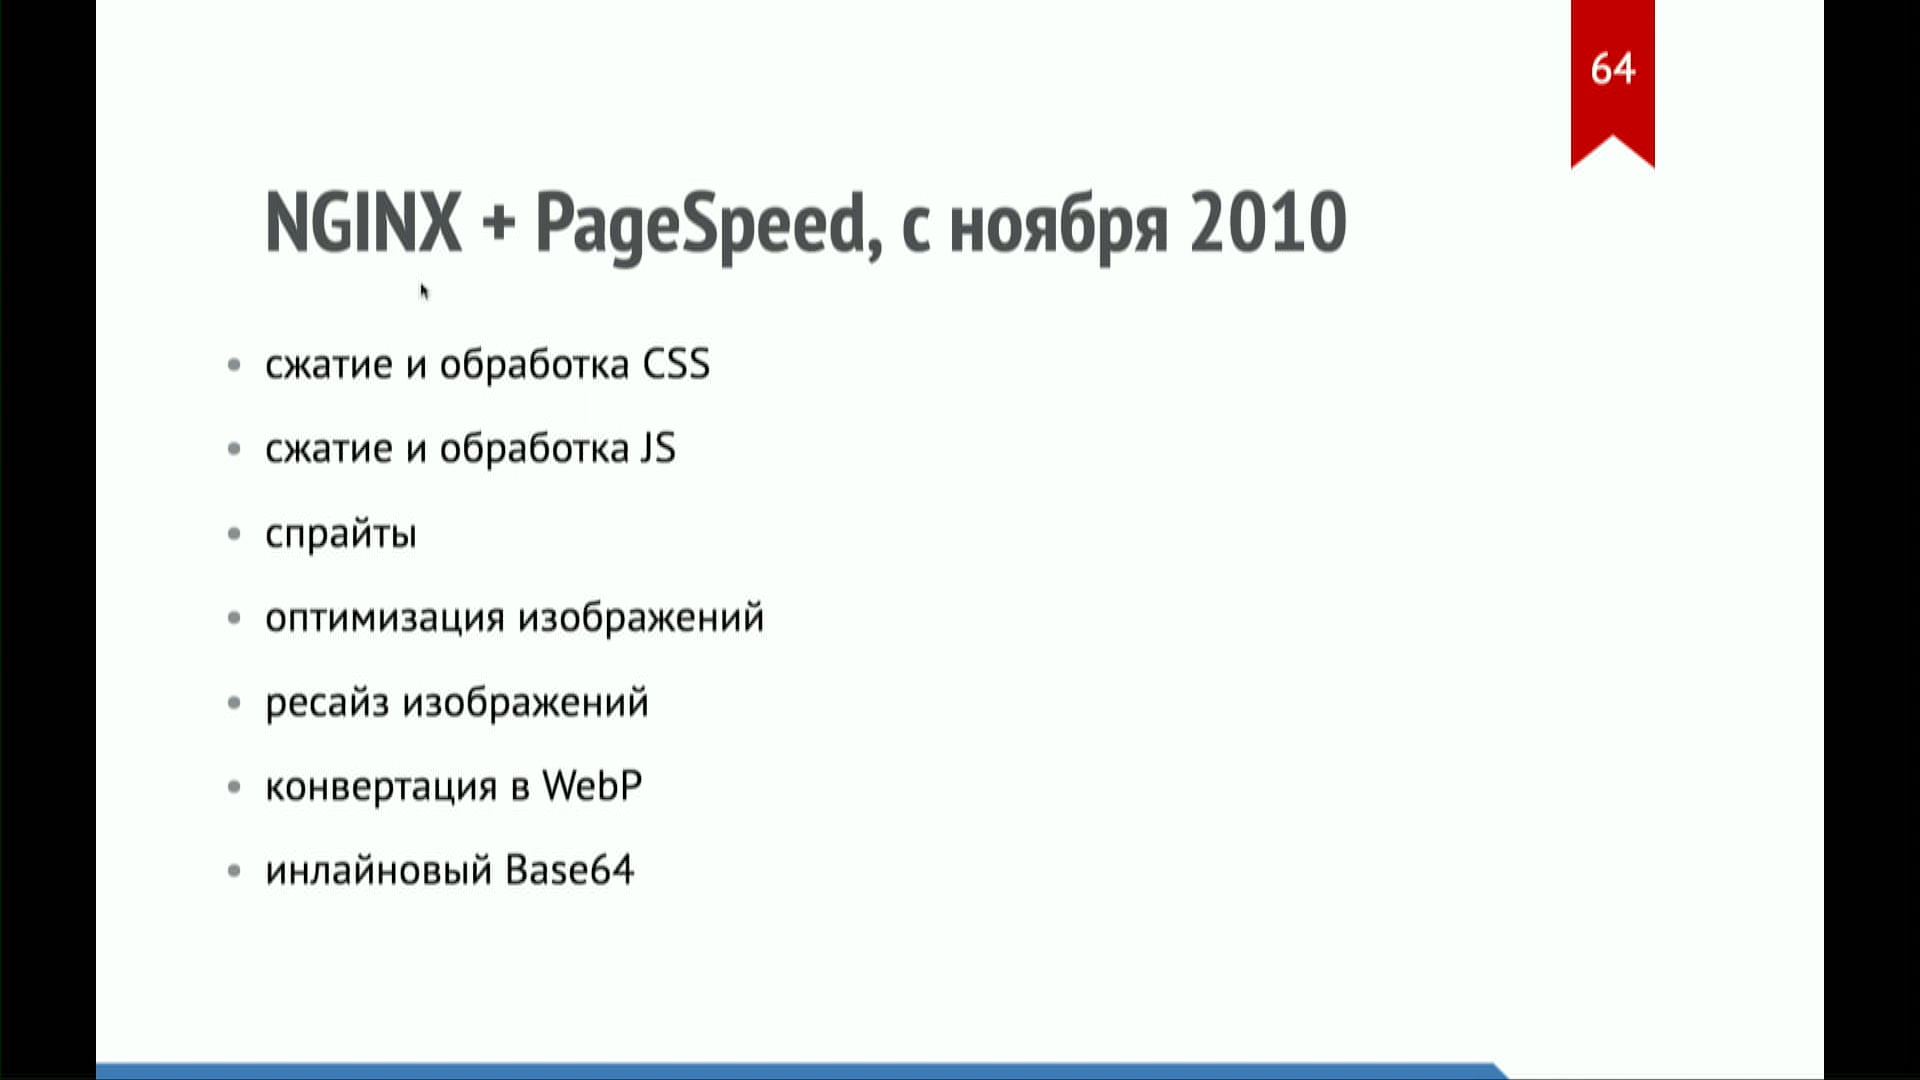 64
NGINX + PageSpeed, с ноября 2010
• сжатие и обработка CSS
• сжатие и обработка JS
• спрайты
• оптимизация изображений
• ресайз изображений
• конвертация в WebP
• инлайновый Base64